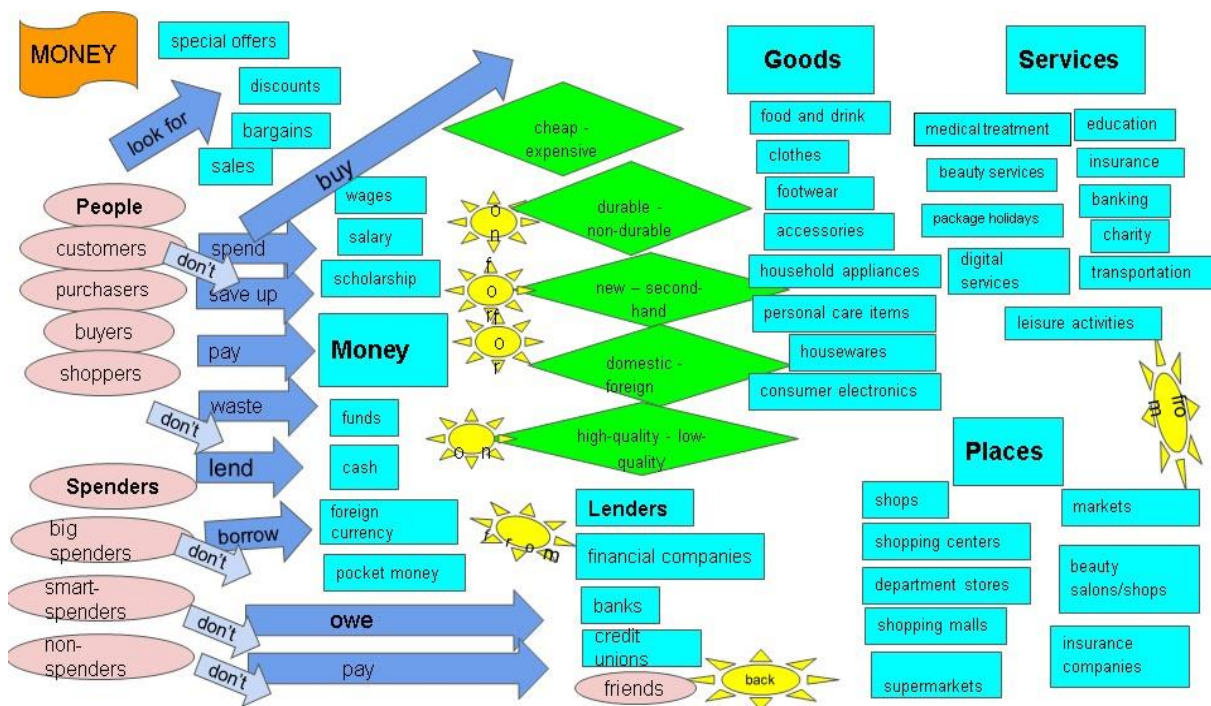 MONEY
special offers
discounts
bargains
sales
look for
buy
People
customers
purchasers
buyers
shoppers
don't
spend
save up
pay
waste
don't
lend
Spenders
big
spenders
smart-
spenders
non-
spenders
borrow
don't
don't
don't
owe
pay
wages
salary
scholarship
Money
funds
cash
foreign
currency
pocket money
on
for
for
on
from
cheap -
expensive
durable -
non-durable
new – second-
hand
domestic -
foreign
high-quality - low-
quality
Lenders
financial companies
banks
credit
unions
friends
back
Goods
food and drink
clothes
footwear
accessories
household appliances
personal care items
housewares
consumer electronics
Services
medical treatment
education
beauty services
insurance
package holidays
banking
charity
digital
services
transportation
leisure activities
from
Places
shops
markets
shopping centers
department stores
beauty
salons/shops
shopping malls
insurance
companies
supermarkets